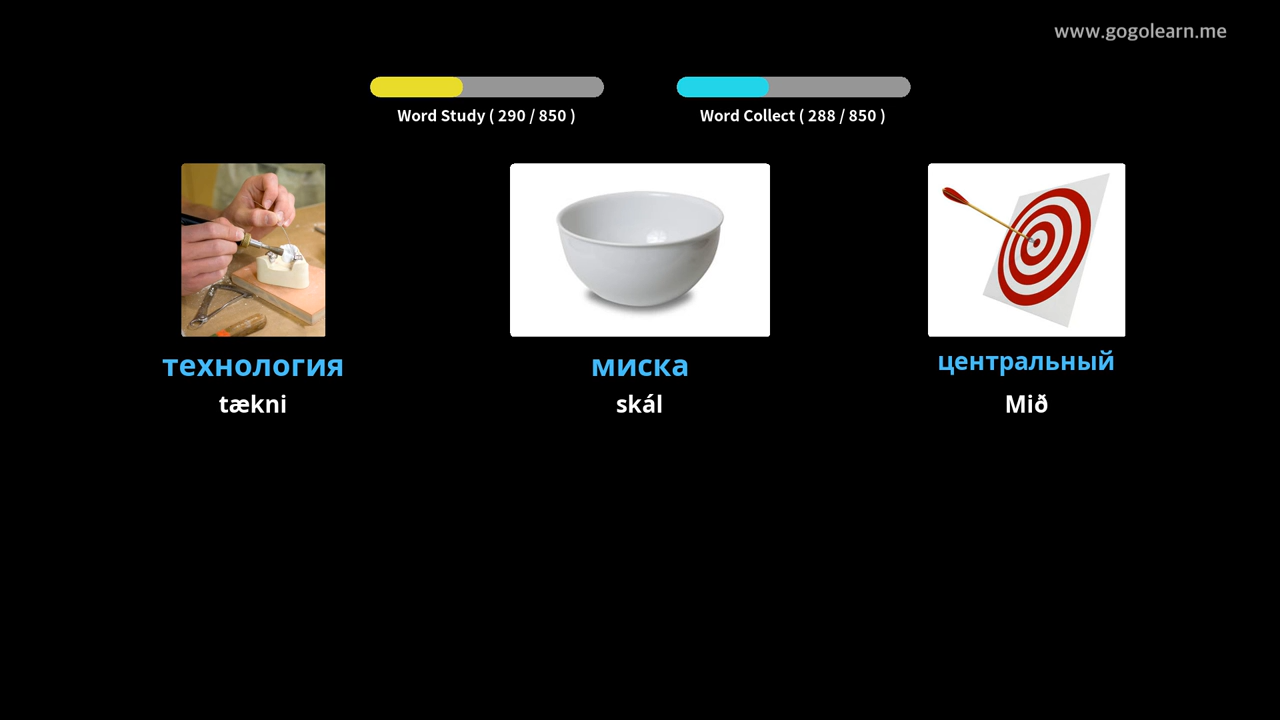 www.gogolearn.me
Word Study ( 290 / 850 )
Word Collect ( 288 / 850 )
технология
миска
центральный
tækni
skál
Mið